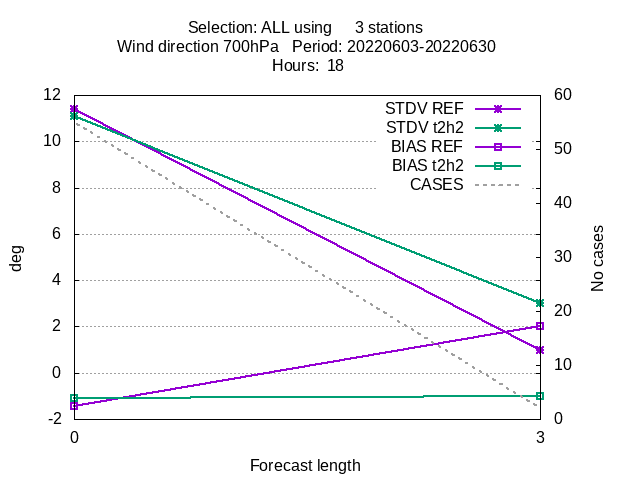 Selection: ALL using 3 stations
Wind direction 700hPa Period: 20220603-20220630
Hours: 18
STDV REF
STDV t2h2
BIAS REF
BIAS t2h2
CASES
deg
12
10
8
6
4
2
0
-2
60
50
40
30
20
10
0
No cases
0 3
Forecast length